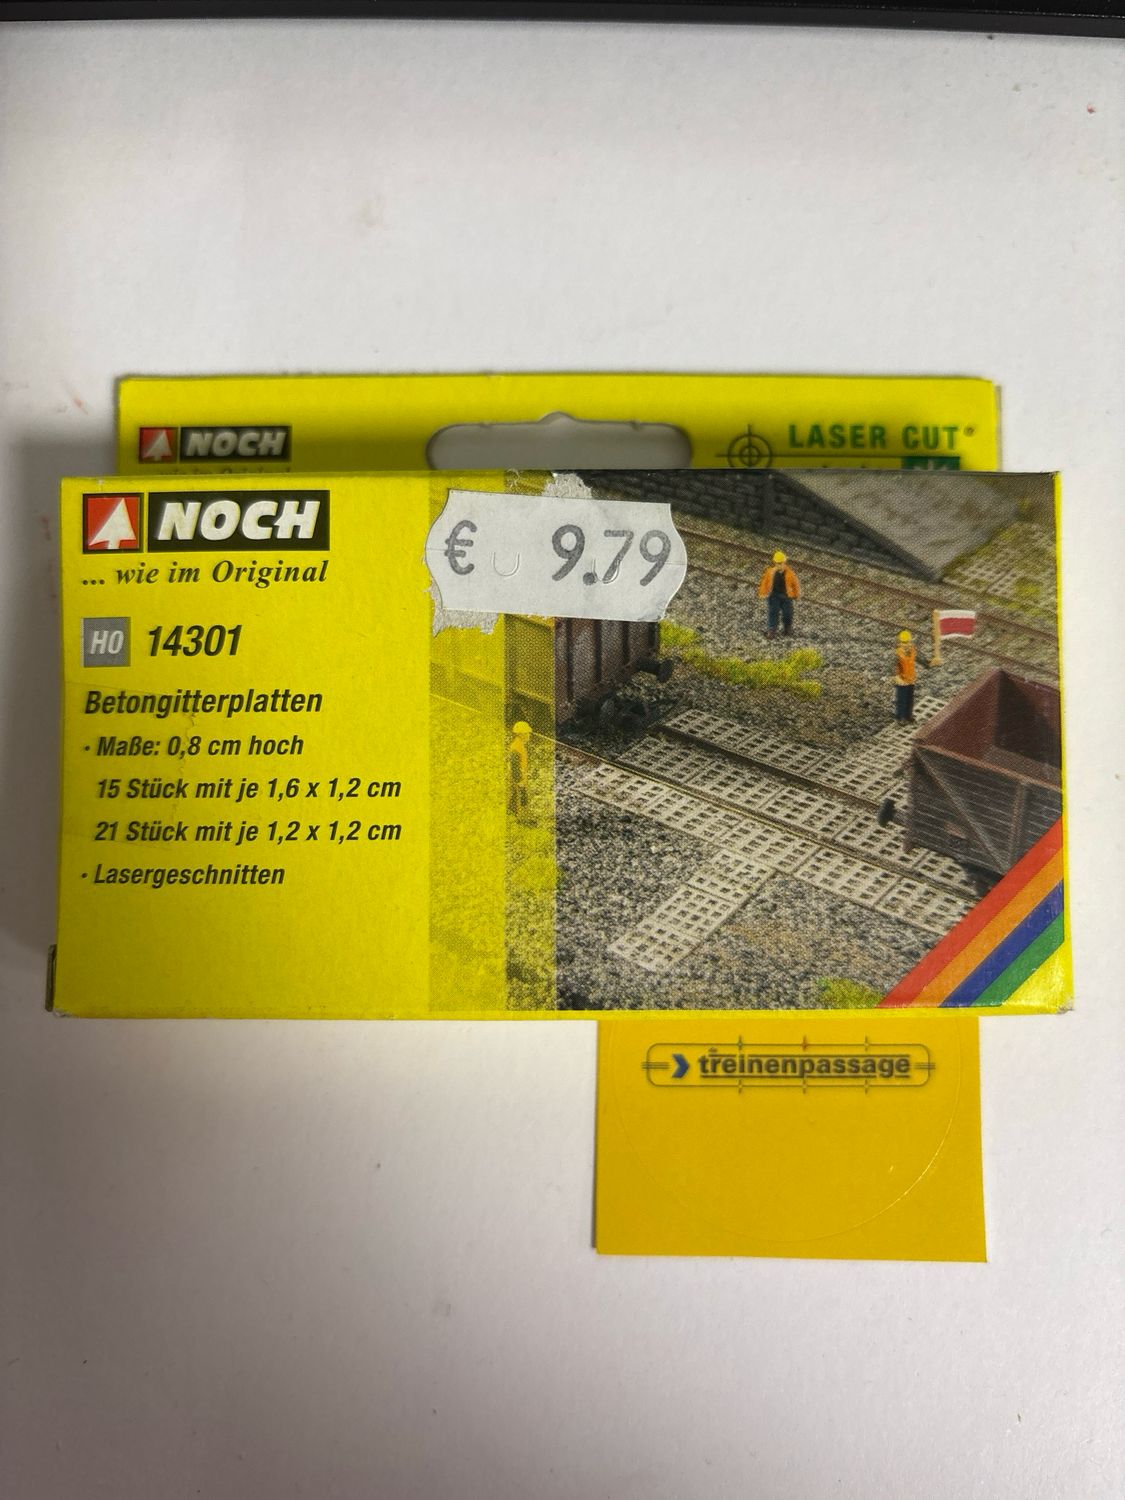 NOCH
LASER CUT®
NOCH
... wie im Original
€ 9.79
H0 14301
Betongitterplatten
· Maße: 0,8 cm hoch
15 Stück mit je 1,6 x 1,2 cm
21 Stück mit je 1,2 x 1,2 cm
· Lasergeschnitten
treinenpassage